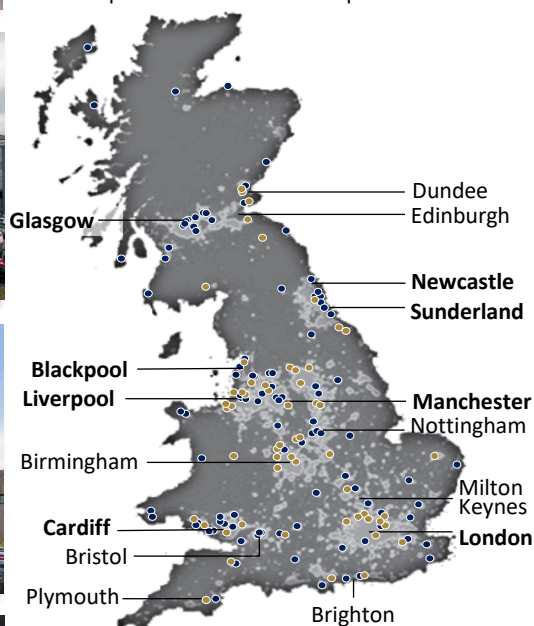 Dundee
Edinburgh
Glasgow
Newcastle
Sunderland
Blackpool
Liverpool
Manchester
Nottingham
Birmingham
Milton
Keynes
Cardiff
London
Bristol
Plymouth
Brighton